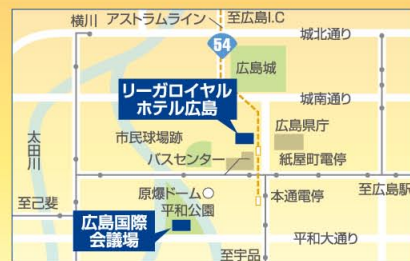 横川
アストラムライン
至広島I.C
城北通り
54
広島城
リーガロイヤル
ホテル広島
城南通り
太田川
市民球場跡
広島県庁
バスセンター
紙屋町電停
至広島駅
原爆ドーム
本通電停
至己斐
平和公園
広島国際
会議場
平和大通り
至宇品